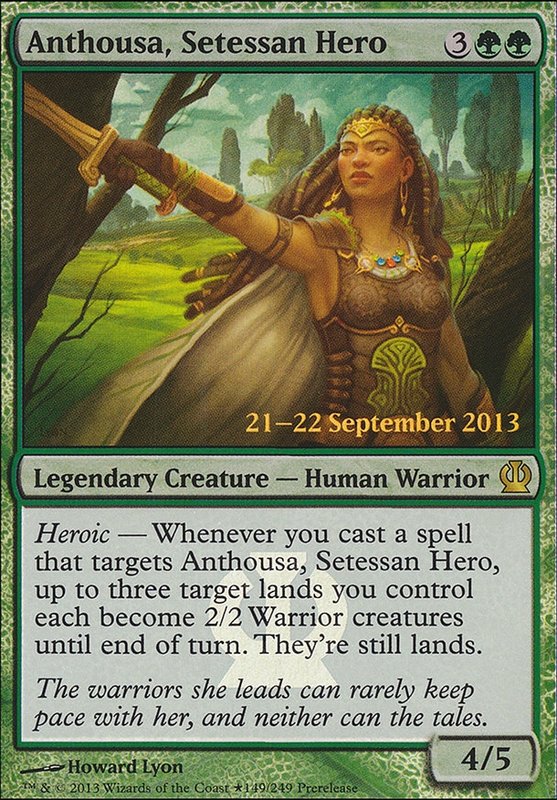 Anthousa, Setessan Hero 3
21–22 September 2013
Legendary Creature — Human Warrior
Heroic — Whenever you cast a spell
that targets Anthousa, Setessan Hero,
up to three target lands you control
each become 2/2 Warrior creatures
until end of turn. They're still lands.
The warriors she leads can rarely keep
pace with her, and neither can the tales.
Howard Lyon
4/5
™ & © 2013 Wizards of the Coast ★149/249 Prerelease